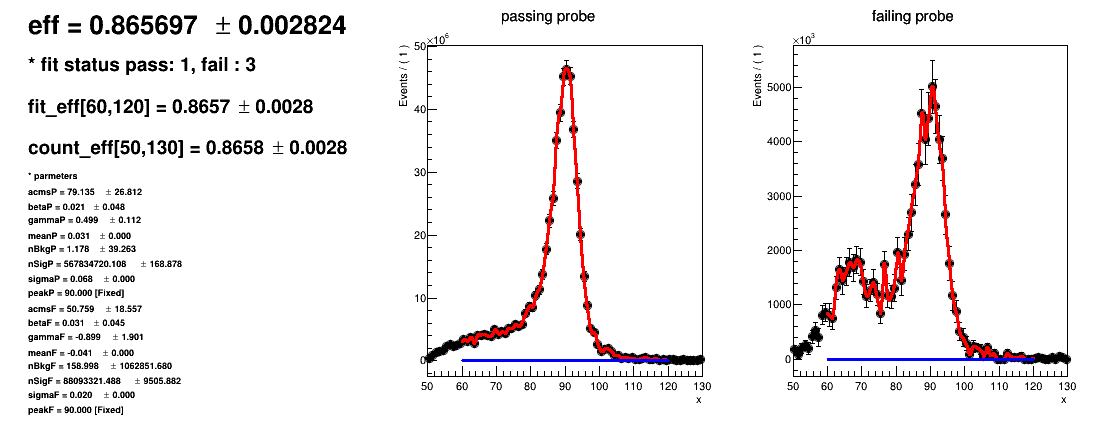 eff = 0.865697 ± 0.002824
* fit status pass: 1, fail : 3
fit_eff[60,120] = 0.8657 ± 0.0028
count_eff[50,130] = 0.8658 ± 0.0028
* parmeters
acmsP = 79.135 ± 26.812
betaP = 0.021 ± 0.048
gammaP = 0.499 ± 0.112
meanP = 0.031 ± 0.000
nBkgP = 1.178 ± 39.263
nSigP = 567834720.108 ± 168.878
sigmaP = 0.068 ± 0.000
peakP = 90.000 [Fixed]
acmsF = 50.759 ± 18.557
betaF = 0.031 ± 0.045
gammaF = -0.899 ± 1.901
meanF = -0.041 ± 0.000
nBkgF = 158.998 ± 1062851.680
nSigF = 88093321.488 ± 9505.882
sigmaF = 0.020 ± 0.000
peakF = 90.000 [Fixed]
passing probe
×10⁶
Events / ( 1 )
50
40
30
20
10
0
50 60 70 80 90 100 110 120 130
x
failing probe
×10³
Events / ( 1 )
5000
4000
3000
2000
1000
0
50 60 70 80 90 100 110 120 130
x